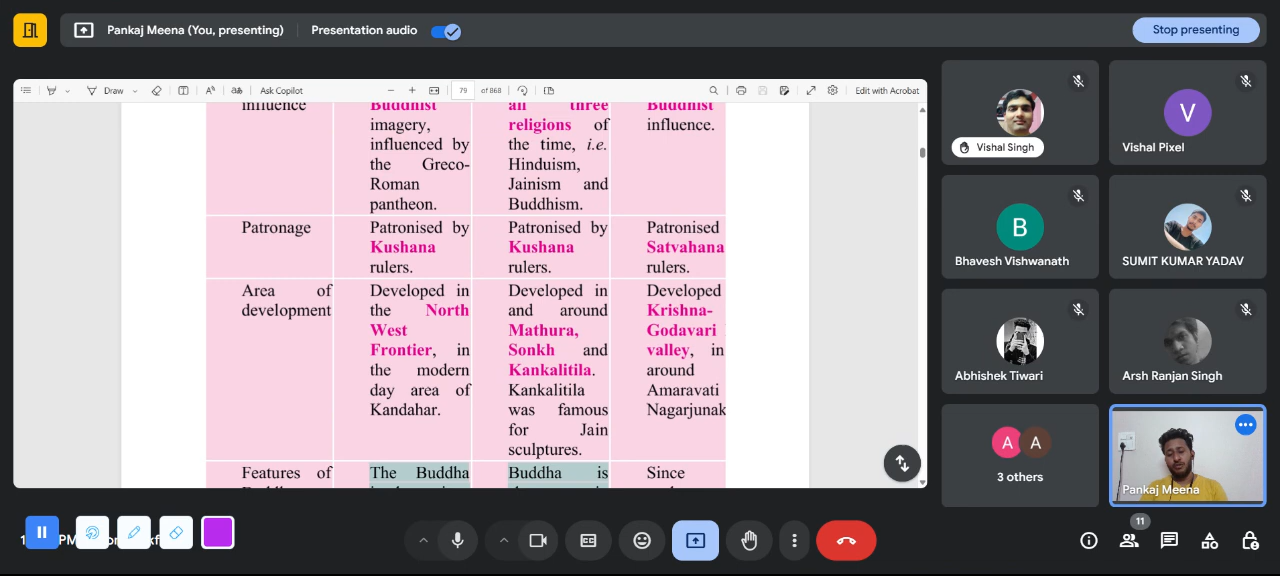 Pankaj Meena (You, presenting)
Presentation audio
Stop presenting
Draw
Ask Copilot
79
of 868
Edit with Acrobat
influence
Buddhist
imagery,
influenced by
the Greco-
Roman
pantheon.
all three
religions of
the time, i.e.
Hinduism,
Jainism and
Buddhism.
Buddhist
influence.
Patronage
Patronised by
Kushana
rulers.
Patronised by
Kushana
rulers.
Patronised
Satvahana
rulers.
Area of
development
Developed in
the North
West
Frontier, in
the modern
day area of
Kandahar.
Developed in
and around
Mathura,
Sonkh and
Kankalitila.
Kankalitila
was famous
for Jain
sculptures.
Developed
Krishna-
Godavari
valley, in
around
Amaravati
Nagarjunak
Features of
The Buddha
Buddha is
Since
Vishal Singh
V
Vishal Pixel
B
Bhavesh Vishwanath
SUMIT KUMAR YADAV
Abhishek Tiwari
Arsh Ranjan Singh
A A
3 others
Pankaj Meena
PM
11